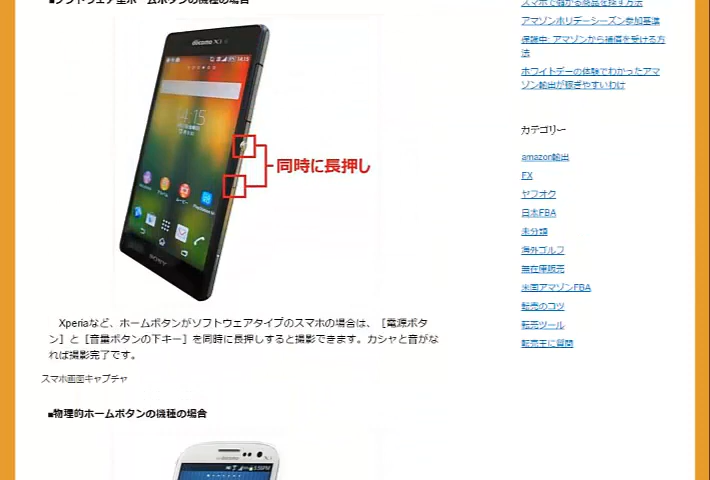 ■ソフトウェア型ホームボタンの機種の場合
同時に長押し
docomo
14:15
SONY
Xperiaなど、ホームボタンがソフトウェアタイプのスマホの場合は、［電源ボタ
ン］と［音量ボタンの下キー］を同時に長押しすると撮影できます。カシャと音がな
れば撮影完了です。
スマホ画面キャプチャ
■物理的ホームボタンの機種の場合
スマホで儲かる商品を探す方法
アマゾンホリデーシーズン参加基準
保護中: アマゾンから補償を受ける方
法
ホワイトデーの体験でわかったアマ
ゾン輸出が稼ぎやすいわけ
カテゴリー
amazon輸出
FX
ヤフオク
日本FBA
未分類
海外ゴルフ
無在庫販売
米国アマゾンFBA
転売のコツ
転売ツール
転売王に質問